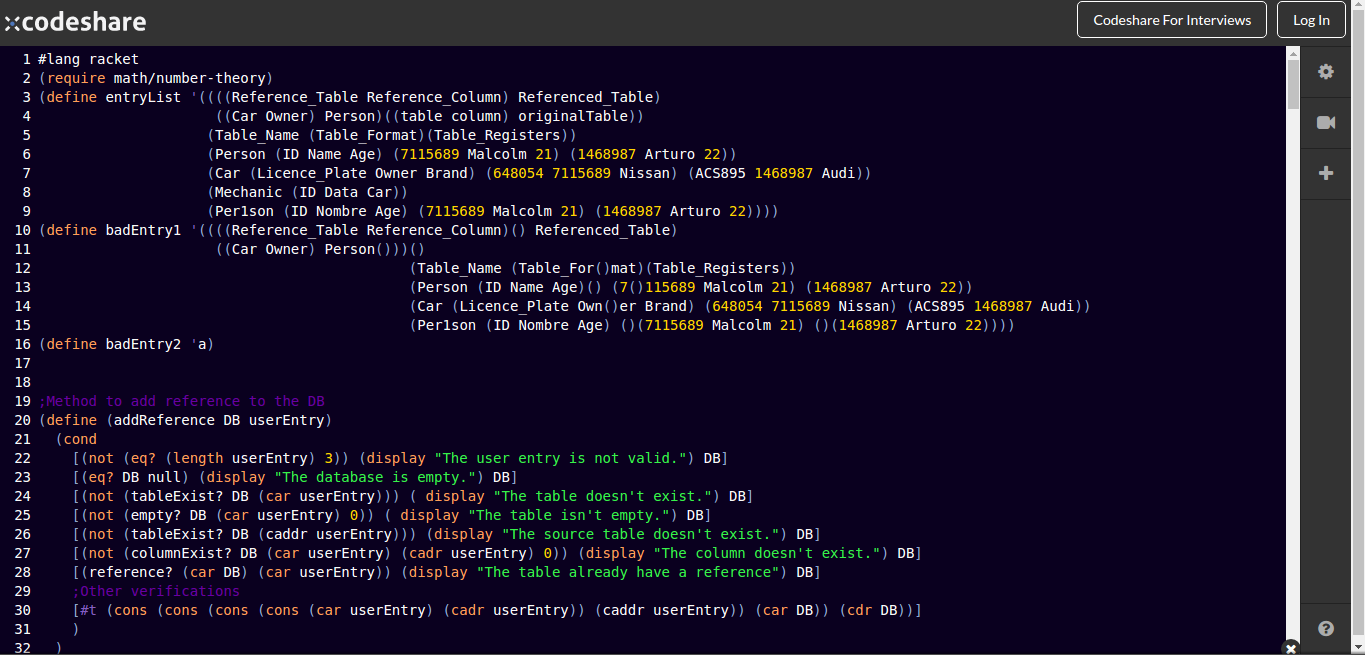 codeshare
Codeshare For Interviews
Log In
1 #lang racket
2 (require math/number-theory)
3 (define entryList '((((Reference_Table Reference_Column) Referenced_Table)
4 ((Car Owner) Person)((table column) originalTable))
5 (Table_Name (Table_Format)(Table_Registers))
6 (Person (ID Name Age) (7115689 Malcolm 21) (1468987 Arturo 22))
7 (Car (Licence_Plate Owner Brand) (648054 7115689 Nissan) (ACS895 1468987 Audi))
8 (Mechanic (ID Data Car))
9 (Per1son (ID Nombre Age) (7115689 Malcolm 21) (1468987 Arturo 22))))
10 (define badEntry1 '((((Reference_Table Reference_Column)() Referenced_Table)
11 ((Car Owner) Person()))()
12 (Table_Name (Table_For()mat)(Table_Registers))
13 (Person (ID Name Age)() (7()115689 Malcolm 21) (1468987 Arturo 22))
14 (Car (Licence_Plate Own()er Brand) (648054 7115689 Nissan) (ACS895 1468987 Audi))
15 (Per1son (ID Nombre Age) ()(7115689 Malcolm 21) ()(1468987 Arturo 22))))
16 (define badEntry2 'a)
17
18
19 ;Method to add reference to the DB
20 (define (addReference DB userEntry)
21 (cond
22 [(not (eq? (length userEntry) 3)) (display "The user entry is not valid.") DB]
23 [(eq? DB null) (display "The database is empty.") DB]
24 [(not (tableExist? DB (car userEntry))) ( display "The table doesn't exist.") DB]
25 [(not (empty? DB (car userEntry) 0)) ( display "The table isn't empty.") DB]
26 [(not (tableExist? DB (caddr userEntry))) (display "The source table doesn't exist.") DB]
27 [(not (columnExist? DB (car userEntry) (cadr userEntry) 0)) (display "The column doesn't exist.") DB]
28 [(reference? (car DB) (car userEntry)) (display "The table already have a reference") DB]
29 ;Other verifications
30 [#t (cons (cons (cons (cons (car userEntry) (cadr userEntry)) (caddr userEntry)) (car DB)) (cdr DB))]
31 )
32 )